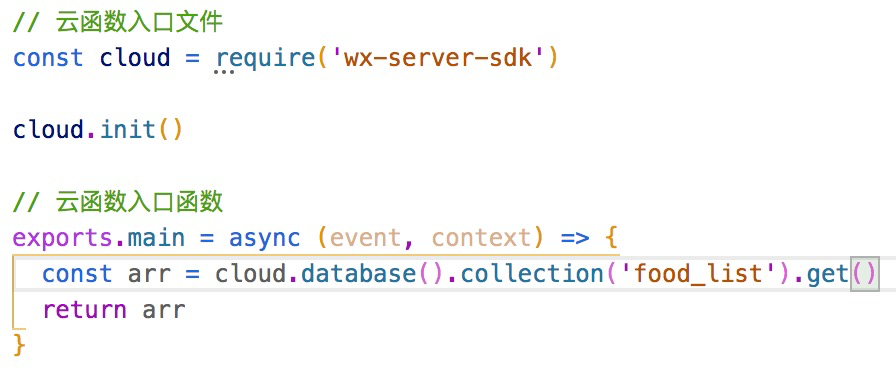 // 云函数入口文件
const cloud = require('wx-server-sdk')
cloud.init()
// 云函数入口函数
exports.main = async (event, context) => {
const arr = cloud.database().collection('food_list').get()
return arr
}